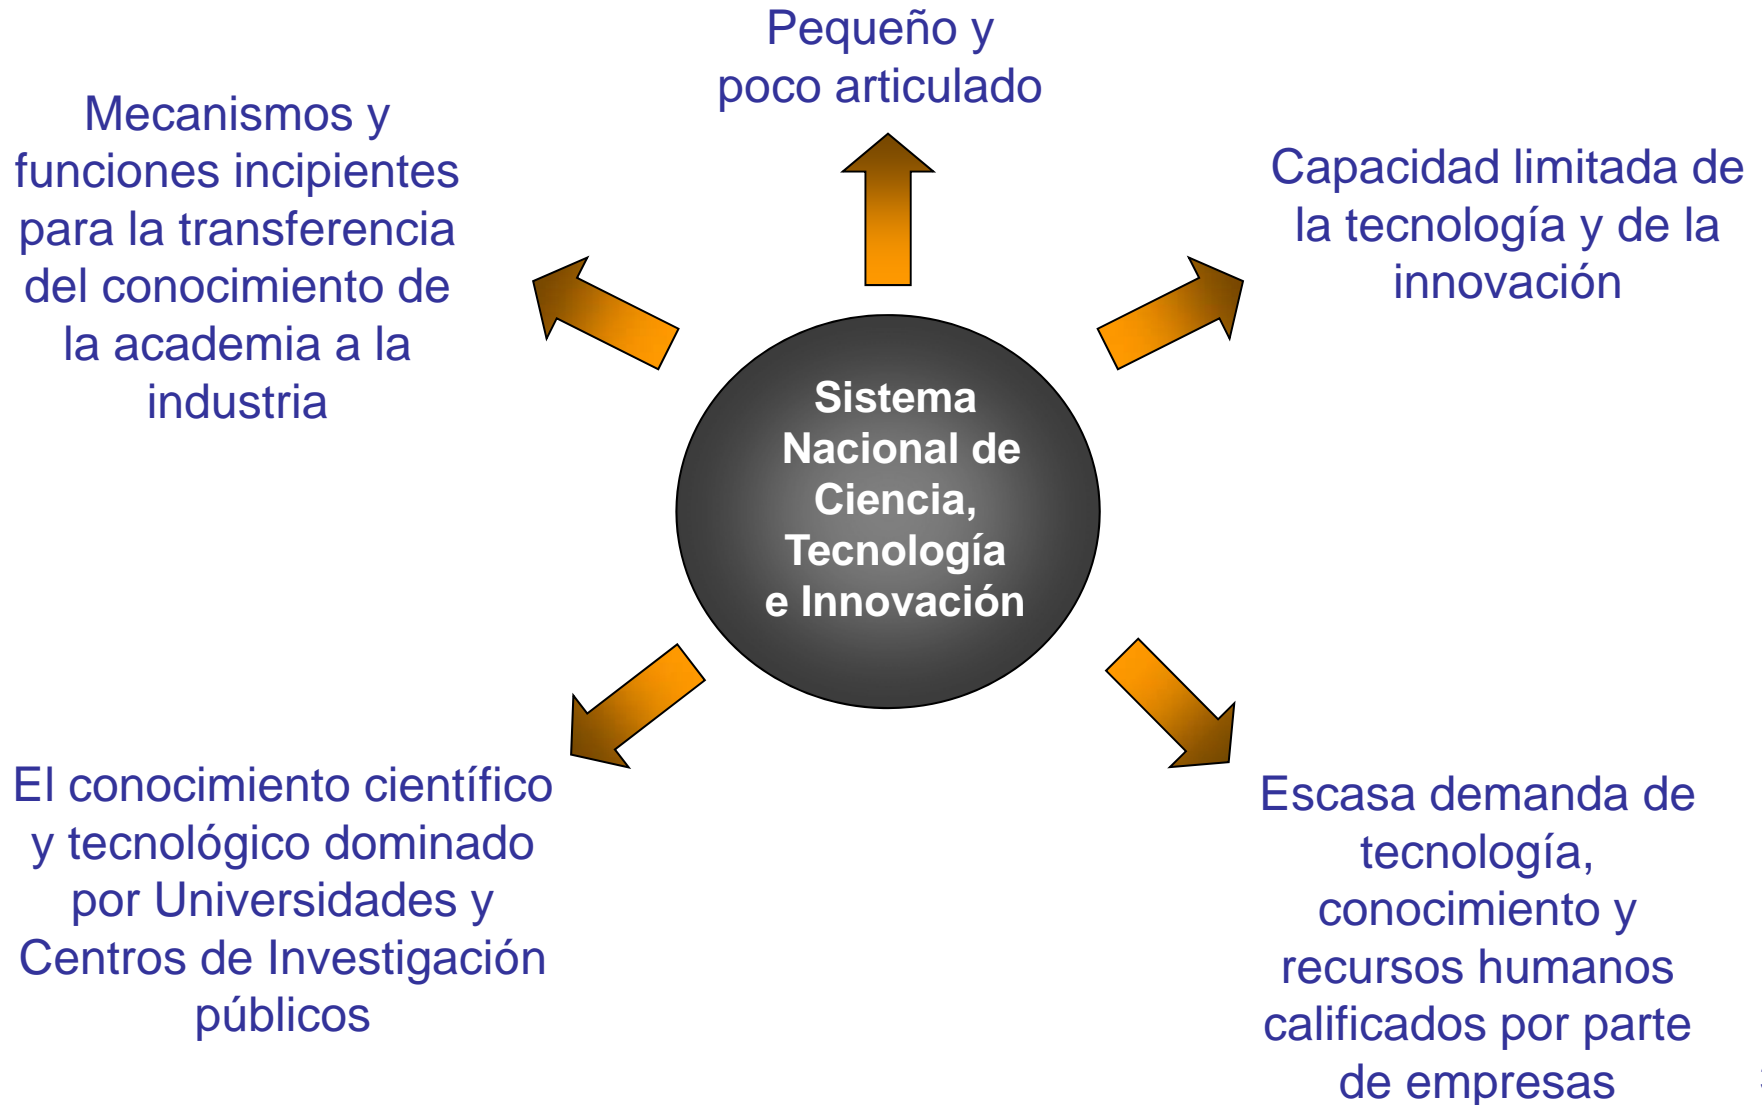 Pequeño y
poco articulado
Mecanismos y
funciones incipientes
para la transferencia
del conocimiento de
la academia a la
industria
Capacidad limitada de
la tecnología y de la
innovación
Sistema
Nacional de
Ciencia,
Tecnología
e Innovación
El conocimiento científico
y tecnológico dominado
por Universidades y
Centros de Investigación
públicos
Escasa demanda de
tecnología,
conocimiento y
recursos humanos
calificados por parte
de empresas